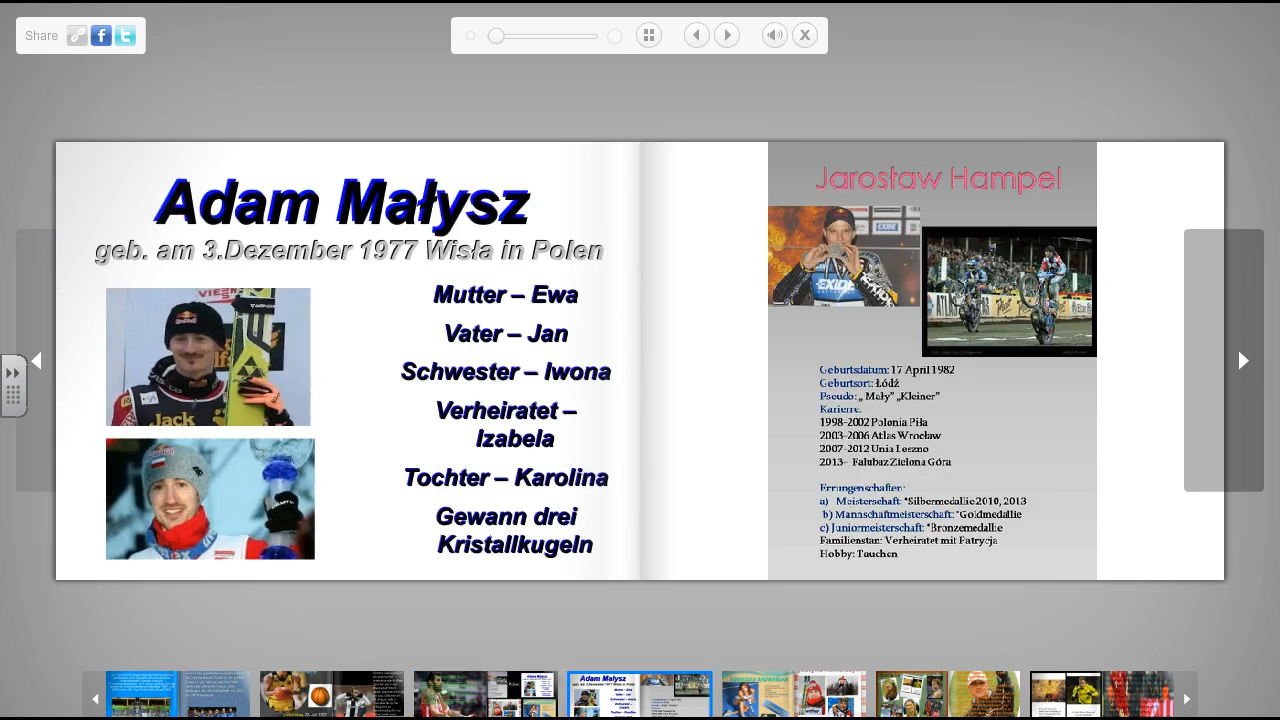 Share
Adam Małysz
geb. am 3.Dezember 1977 Wisła in Polen
Mutter – Ewa
Vater – Jan
Schwester – Iwona
Verheiratet –
Izabela
Tochter – Karolina
Gewann drei
Kristallkugeln
Jarosław Hampel
Geburtsdatum: 17 April 1982
Geburtsort: Łódź
Pseudo: „ Mały” „Kleiner”
Karierre:
1998-2002 Polonia Piła
2003-2006 Atlas Wrocław
2007-2012 Unia Leszno
2013- Falubaz Zielona Góra
Errungenschaften:
a) Meisterschaft: *Silbermedallie 2010, 2013
b) Mannschaftmeisterschaft: *Goldmedallie
c) Juniormeisterschaft: *Bronzemedallie
Familienstan: Verheiratet mit Patrycja
Hobby: Tauchen